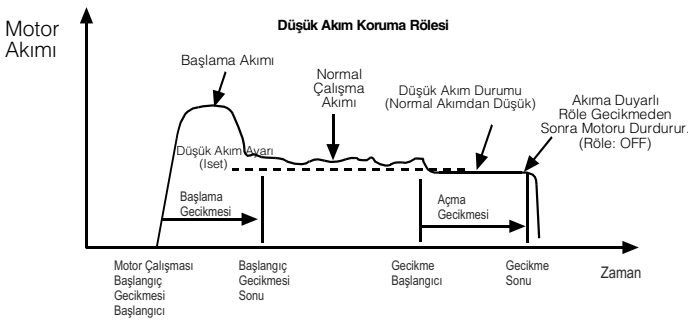 Düşük Akım Koruma Rölesi
Motor
Akımı
Başlama Akımı
Normal
Çalışma
Akımı
Düşük Akım Durumu
(Normal Akımdan Düşük)
Akıma Duyarlı
Röle Gecikmeden
Sonra Motoru Durdurur.
(Röle: OFF)
Düşük Akım Ayarı
(Iset)
Başlama
Gecikmesi
Açma
Gecikmesi
Motor Çalışması
Başlangıç
Gecikmesi
Başlangıcı
Başlangıç
Gecikmesi
Sonu
Gecikme
Başlangıcı
Gecikme
Sonu
Zaman